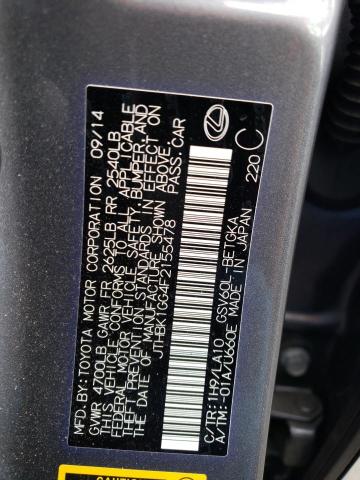 MFD. BY: TOYOTA MOTOR CORPORATION 09/14
GVWR 4700LB GAWR FR 2625LB RR 2540LB
THIS VEHICLE CONFORMS TO ALL APPLICABLE
FEDERAL MOTOR VEHICLE SAFETY, BUMPER, AND
THEFT PREVENTION STANDARDS IN EFFECT ON
THE DATE OF MANUFACTURE SHOWN ABOVE.
JTHBK1GG4F2155478 PASS.CAR
C/TR: 1H9/LA10 220 C
GSV60L-BETGKA
A/TM: -01A/U660E MADE IN JAPAN
CAUTION